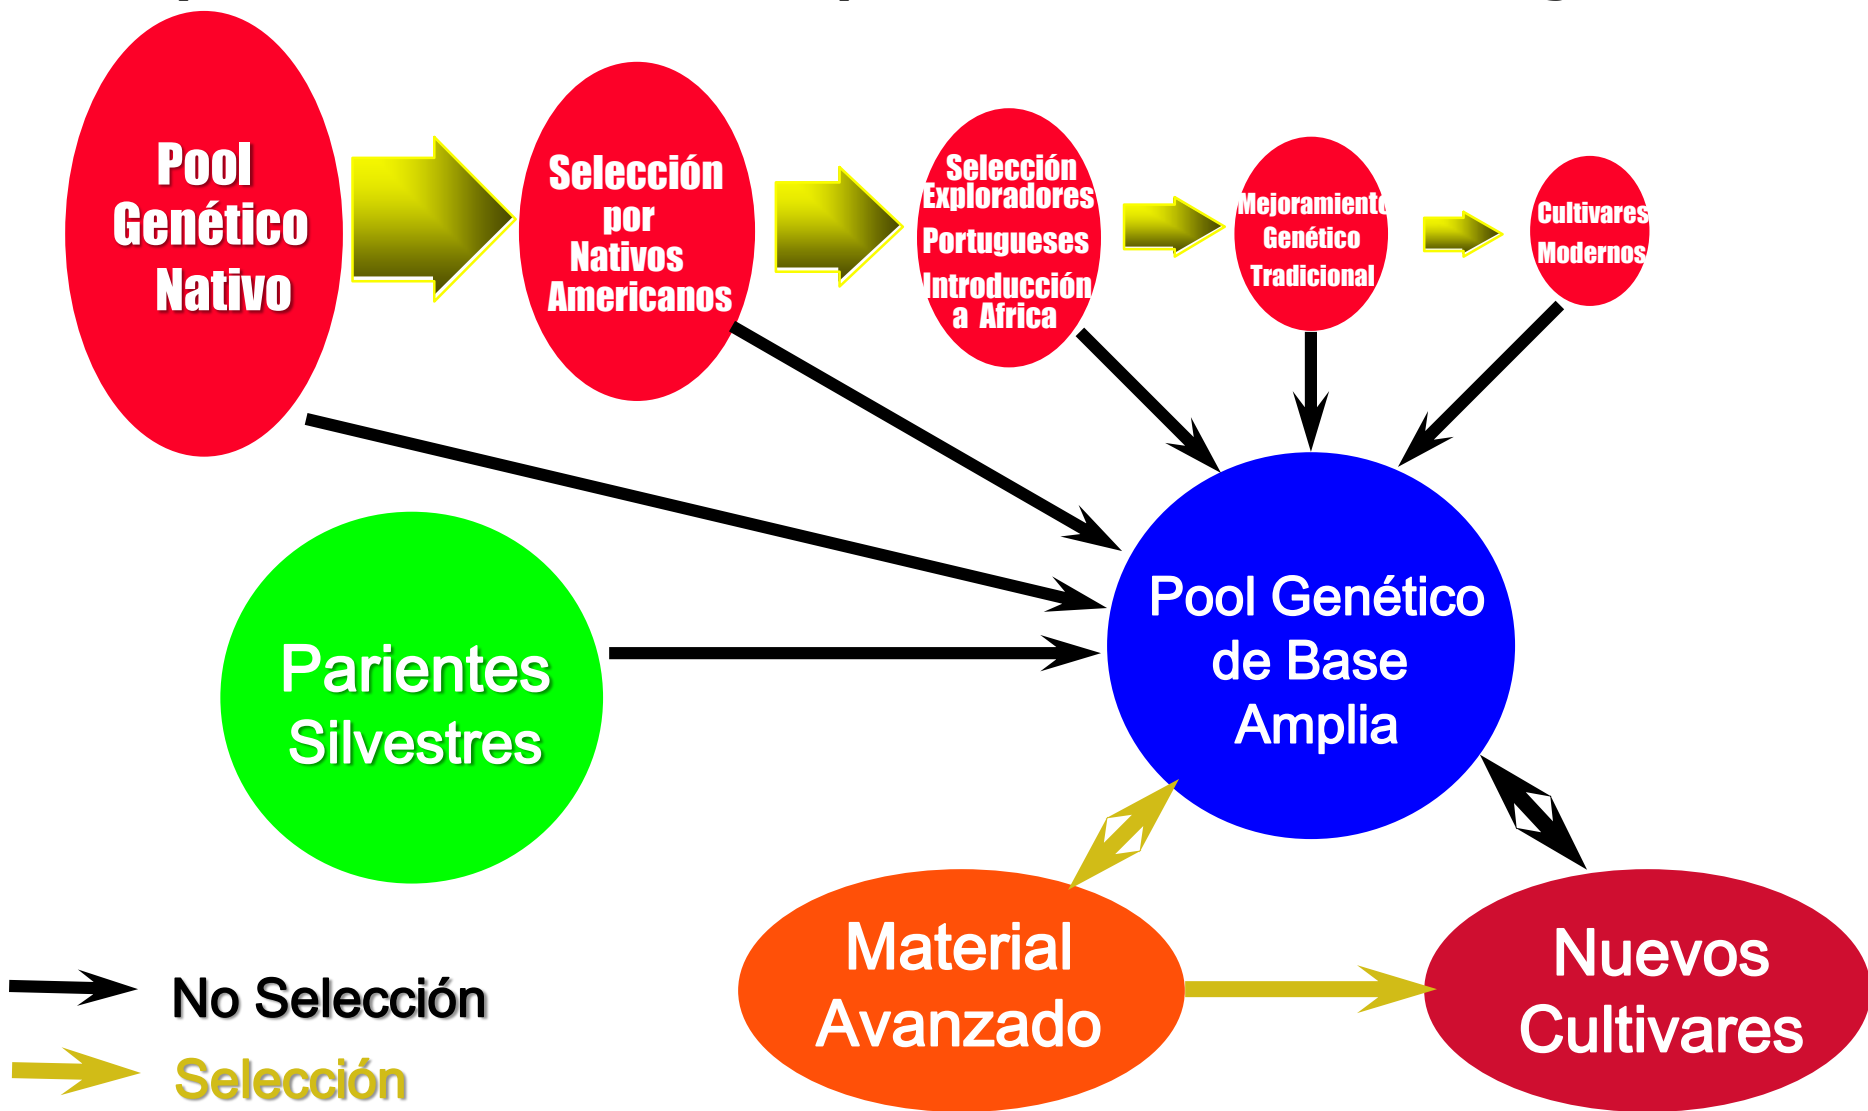 Pool
Genético
Nativo
Selección
por
Nativos
Americanos
Selección
Exploradores
Portugueses
Introducción
a Africa
Mejoramiento
Genético
Tradicional
Cultivares
Modernos
Parientes
Silvestres
Pool Genético
de Base
Amplia
Material
Avanzado
Nuevos
Cultivares
No Selección
Selección